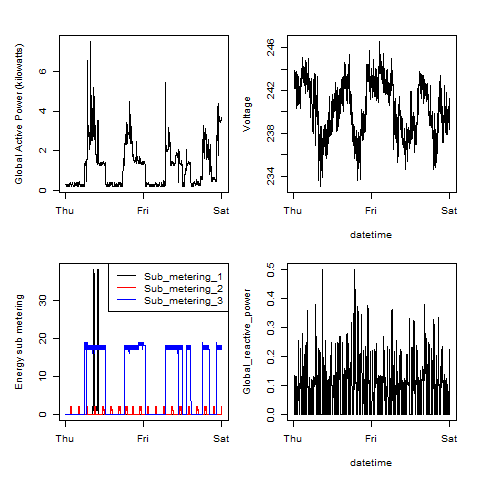 Global Active Power (kilowatts)
6
4
2
0
Thu
Fri
Sat
Voltage
246
242
238
234
Thu
Fri
Sat
datetime
Energy sub metering
30
20
10
0
Sub_metering_1
Sub_metering_2
Sub_metering_3
Thu
Fri
Sat
Global_reactive_power
0.5
0.4
0.3
0.2
0.1
0.0
Thu
Fri
Sat
datetime